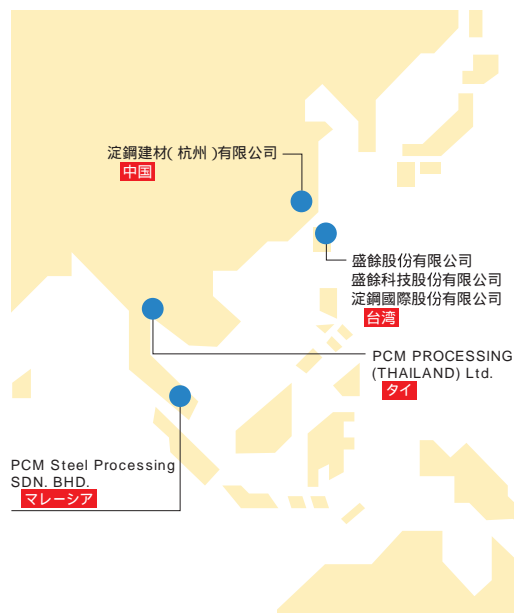 淀鋼建材( 杭州 )有限公司
中国
盛餘股份有限公司
盛餘科技股份有限公司
淀鋼國際股份有限公司
台湾
PCM PROCESSING
(THAILAND) Ltd.
タイ
PCM Steel Processing
SDN. BHD.
マレーシア